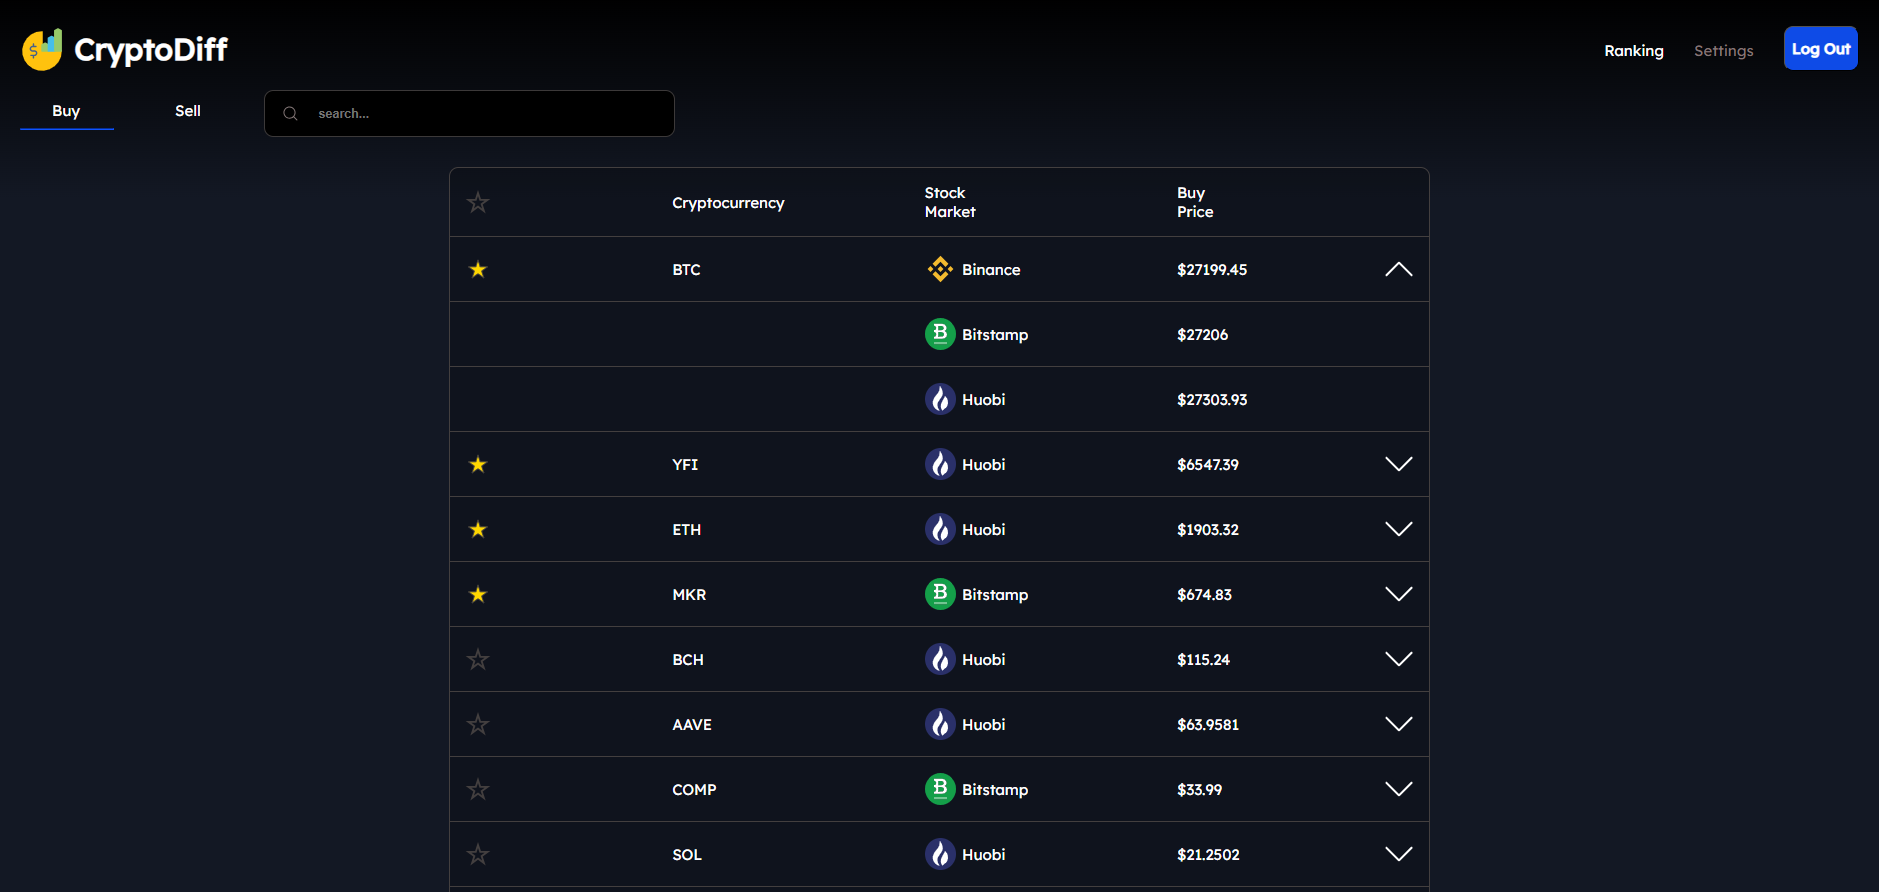 CryptoDiff
Ranking
Settings
Log Out
Buy
Sell
search...
Cryptocurrency
Stock
Market
Buy
Price
BTC
Binance
$27199.45
Bitstamp
$27206
Huobi
$27303.93
YFI
Huobi
$6547.39
ETH
Huobi
$1903.32
MKR
Bitstamp
$674.83
BCH
Huobi
$115.24
AAVE
Huobi
$63.9581
COMP
Bitstamp
$33.99
SOL
Huobi
$21.2502